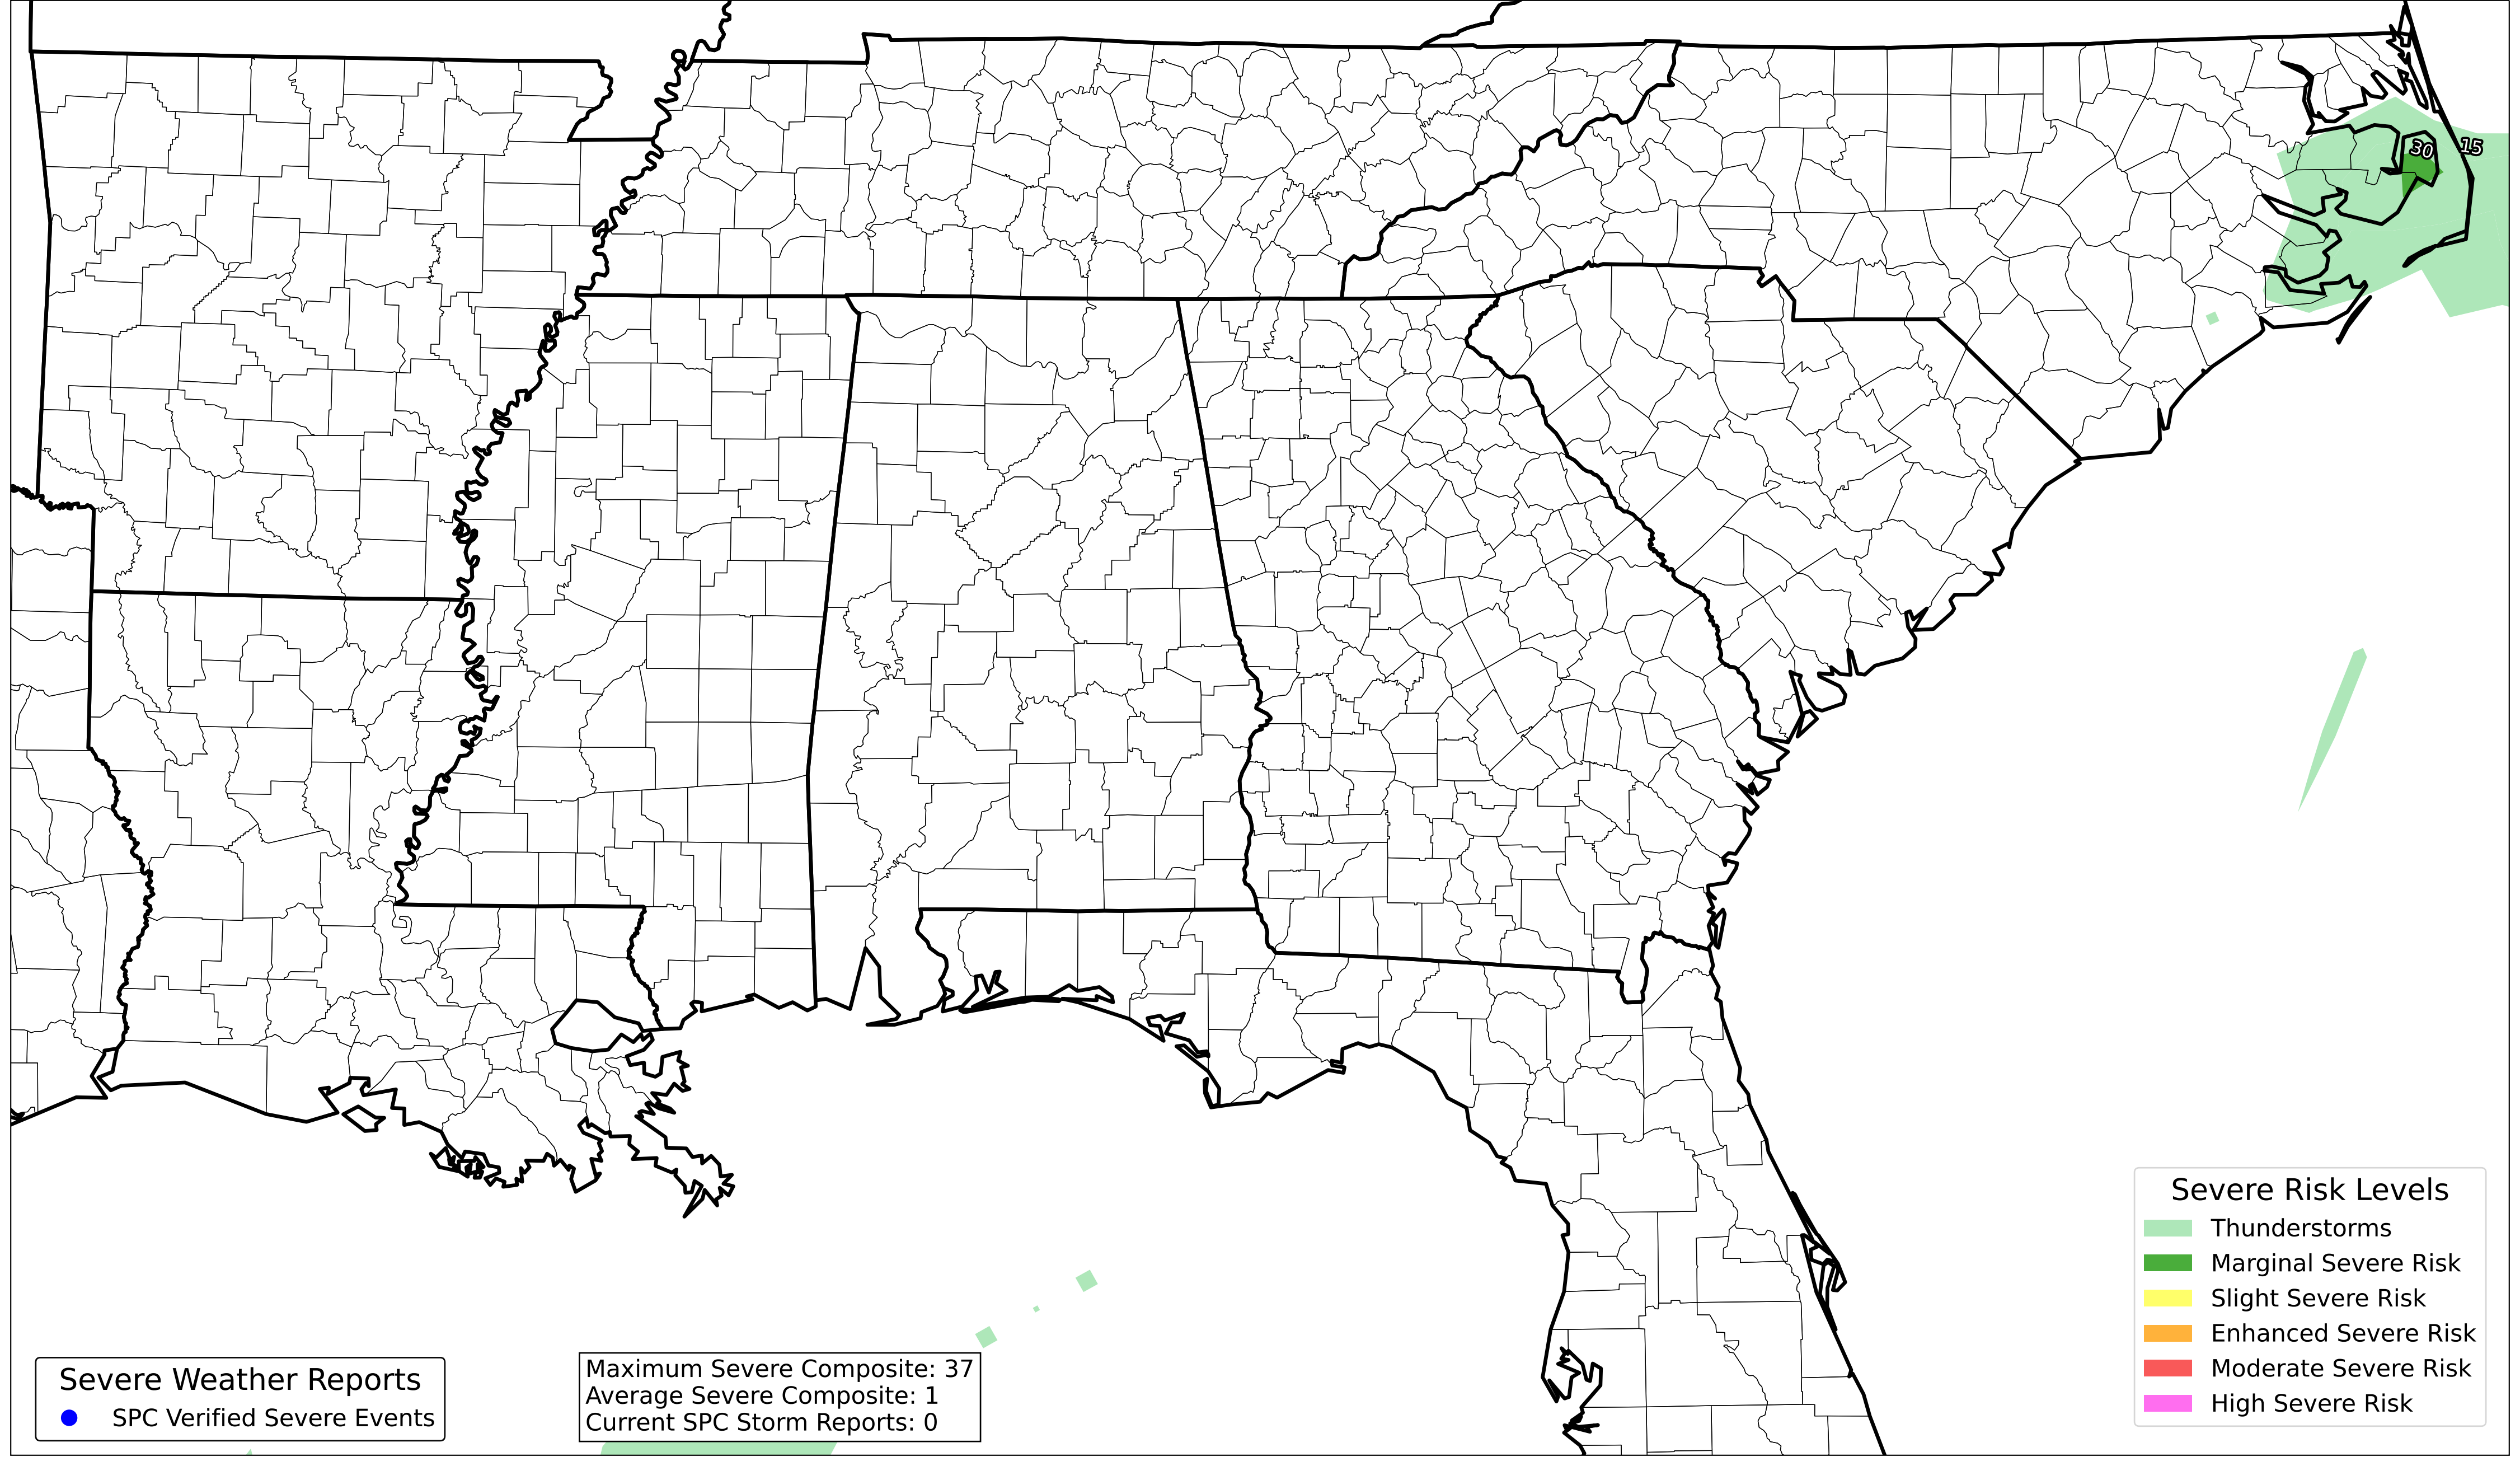 30
15
Severe Risk Levels
Thunderstorms
Marginal Severe Risk
Slight Severe Risk
Enhanced Severe Risk
Moderate Severe Risk
High Severe Risk
Severe Weather Reports
SPC Verified Severe Events
Maximum Severe Composite: 37
Average Severe Composite: 1
Current SPC Storm Reports: 0